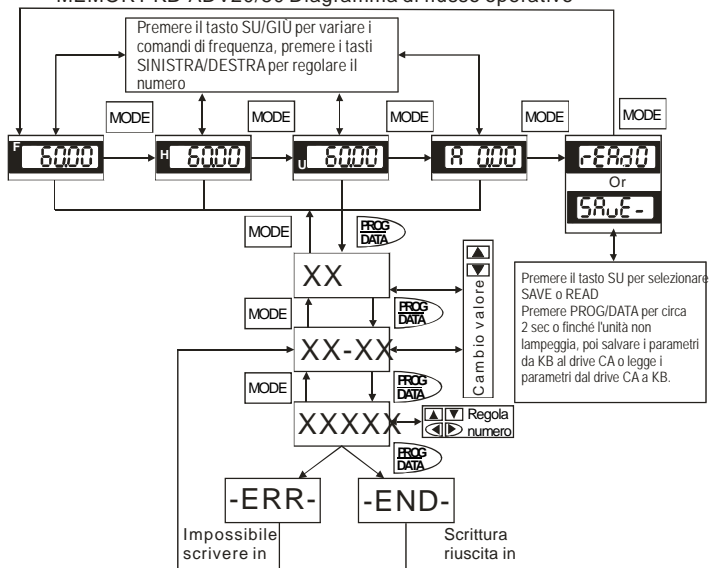 MEMORY KB ADV20/30 Diagramma di flusso operativo
Premere il tasto SU/GIÙ per variare i
comandi di frequenza, premere i tasti
SINISTRA/DESTRA per regolare il
numero
MODE
MODE
MODE
MODE
MODE
F 60.00
H 60.00
U 60.00
A 0.00
rEAd0
Or
SAvE-
MODE
PROG
DATA
XX
MODE
PROG
DATA
XX-XX
MODE
PROG
DATA
XXXXX
PROG
DATA
Cambio valore
Regola
numero
Premere il tasto SU per selezionare
SAVE o READ
Premere PROG/DATA per circa
2 sec o finché l'unità non
lampeggia, poi salvare i parametri
da KB al drive CA o legge i
parametri dal drive CA a KB.
-ERR-
-END-
Impossibile
scrivere in
Scrittura
riuscita in